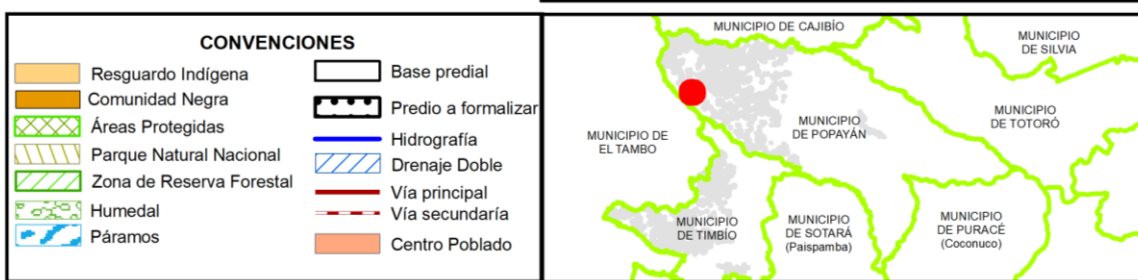 CONVENCIONES
Resguardo Indígena
Comunidad Negra
Áreas Protegidas
Parque Natural Nacional
Zona de Reserva Forestal
Humedal
Páramos
Base predial
Predio a formalizar
Hidrografía
Drenaje Doble
Vía principal
Vía secundaría
Centro Poblado
MUNICIPIO DE CAJIBÍO
MUNICIPIO
DE SILVIA
MUNICIPIO
DE TOTORÓ
MUNICIPIO
DE POPAYÁN
MUNICIPIO DE
EL TAMBO
MUNICIPIO
DE TIMBÍO
MUNICIPIO
DE SOTARÁ
(Paispamba)
MUNICIPIO
DE PURACÉ
(Coconuco)